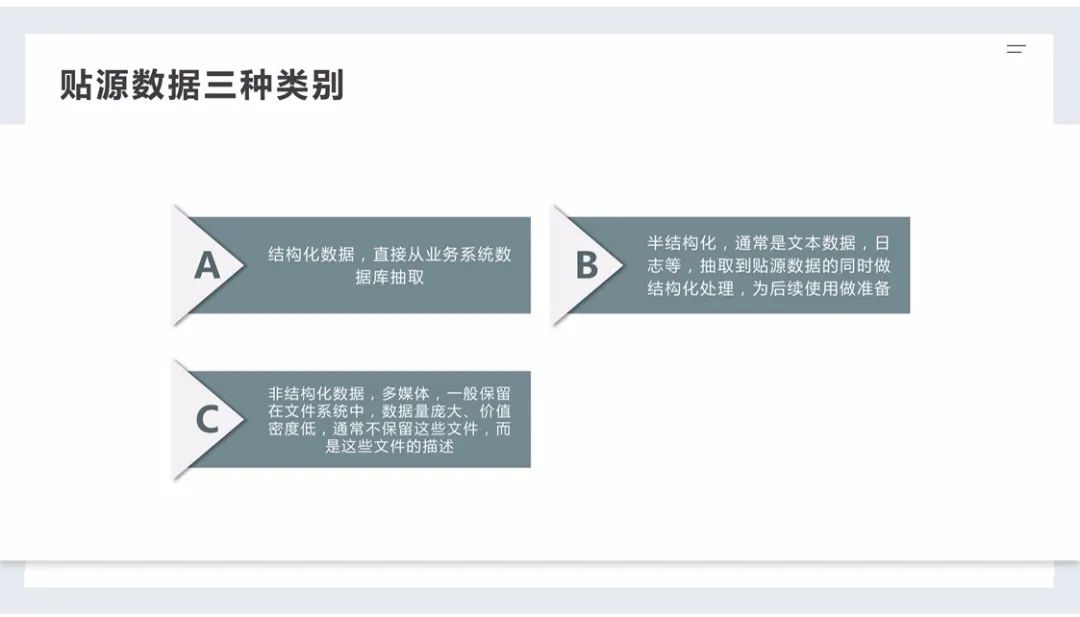 贴源数据三种类别
A
结构化数据，直接从业务系统数
据库抽取
B
半结构化，通常是文本数据，日
志等，抽取到贴源数据的同时做
结构化处理，为后续使用做准备
C
非结构化数据，多媒体，一般保留
在文件系统中，数据量庞大、价值
密度低，通常不保留这些文件，而
是这些文件的描述